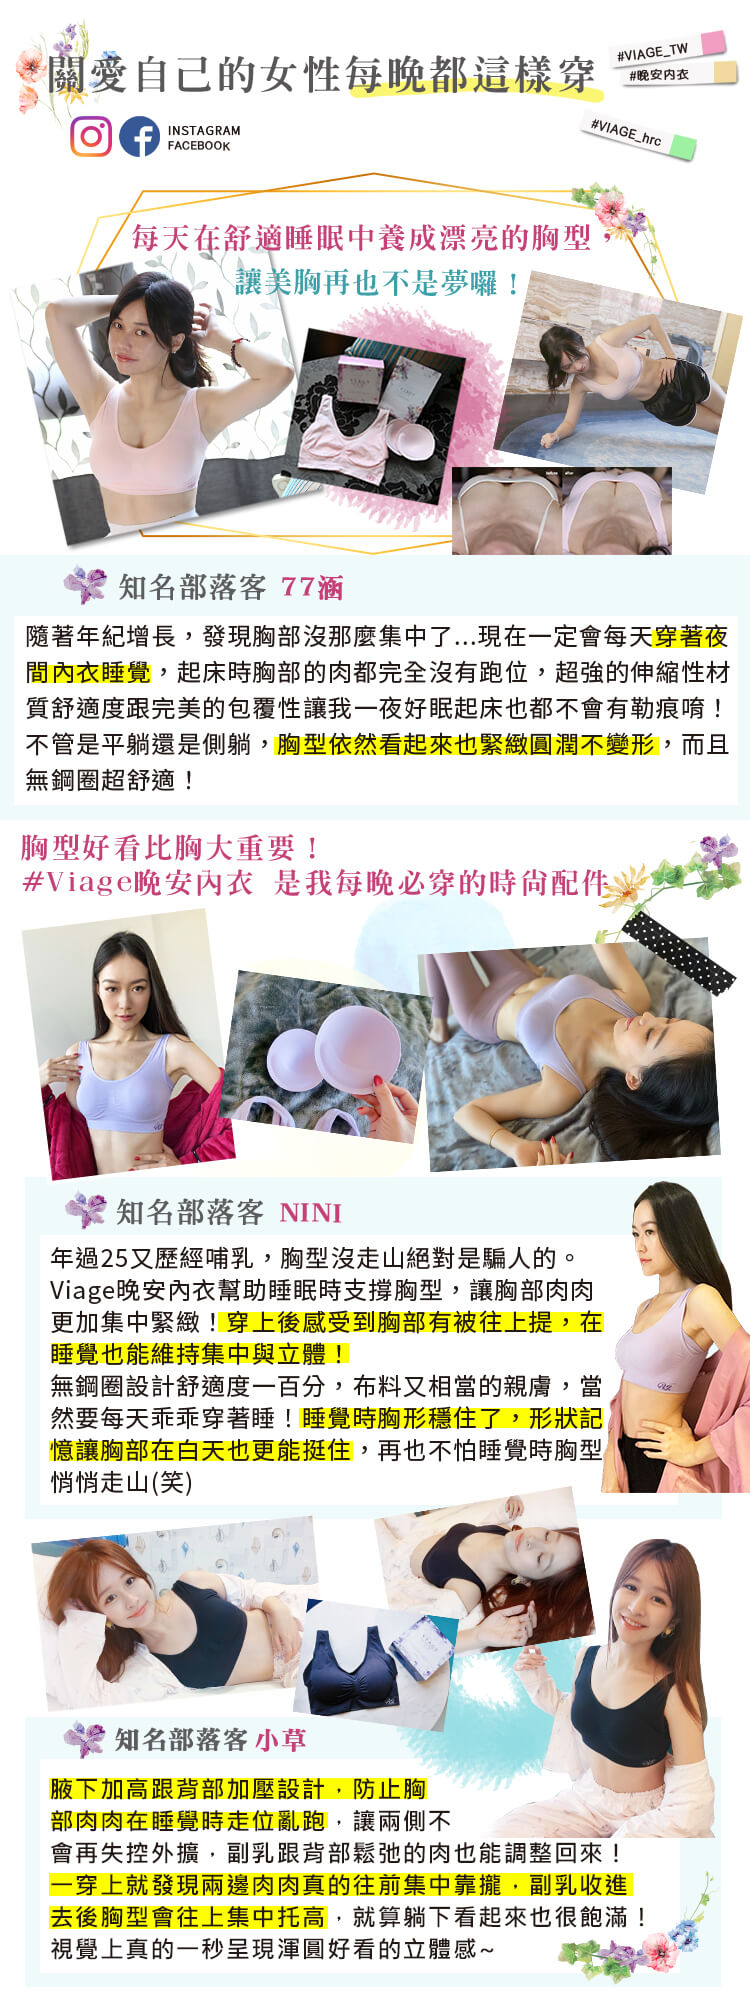 關愛自己的女性每晚都這樣穿
#VIAGE_TW
#晚安內衣
#VIAGE_hrc
INSTAGRAM
FACEBOOK
每天在舒適睡眠中養成漂亮的胸型，
讓美胸再也不是夢囉！
VIAGE
before
after
知名部落客 77涵
隨著年紀增長，發現胸部沒那麼集中了...現在一定會每天穿著夜
間內衣睡覺，起床時胸部的肉都完全沒有跑位，超強的伸縮性材
質舒適度跟完美的包覆性讓我一夜好眠起床也都不會有勒痕唷！
不管是平躺還是側躺，胸型依然看起來也緊緻圓潤不變形，而且
無鋼圈超舒適！
胸型好看比胸大重要！
#Viage晚安內衣 是我每晚必穿的時尚配件
知名部落客 NINI
年過25又歷經哺乳，胸型沒走山絕對是騙人的。
Viage晚安內衣幫助睡眠時支撐胸型，讓胸部肉肉
更加集中緊緻！穿上後感受到胸部有被往上提，在
睡覺也能維持集中與立體！
無鋼圈設計舒適度一百分，布料又相當的親膚，當
然要每天乖乖穿著睡！睡覺時胸形穩住了，形狀記
憶讓胸部在白天也更能挺住，再也不怕睡覺時胸型
悄悄走山(笑)
VIAGE
知名部落客 小草
腋下加高跟背部加壓設計，防止胸
部肉肉在睡覺時走位亂跑，讓兩側不
會再失控外擴，副乳跟背部鬆弛的肉也能調整回來！
一穿上就發現兩邊肉肉真的往前集中靠攏，副乳收進
去後胸型會往上集中托高，就算躺下看起來也很飽滿！
視覺上真的一秒呈現渾圓好看的立體感~